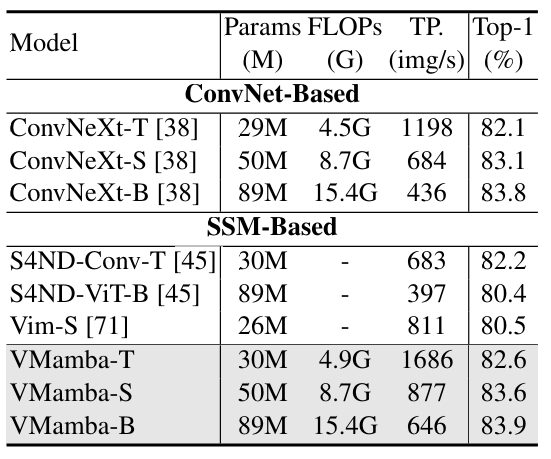 Model Params FLOPs TP. Top-1
(M) (G) (img/s) (%)
ConvNet-Based
ConvNeXt-T [38] 29M 4.5G 1198 82.1
ConvNeXt-S [38] 50M 8.7G 684 83.1
ConvNeXt-B [38] 89M 15.4G 436 83.8
SSM-Based
S4ND-Conv-T [45] 30M - 683 82.2
S4ND-ViT-B [45] 89M - 397 80.4
Vim-S [71] 26M - 811 80.5
VMamba-T 30M 4.9G 1686 82.6
VMamba-S 50M 8.7G 877 83.6
VMamba-B 89M 15.4G 646 83.9